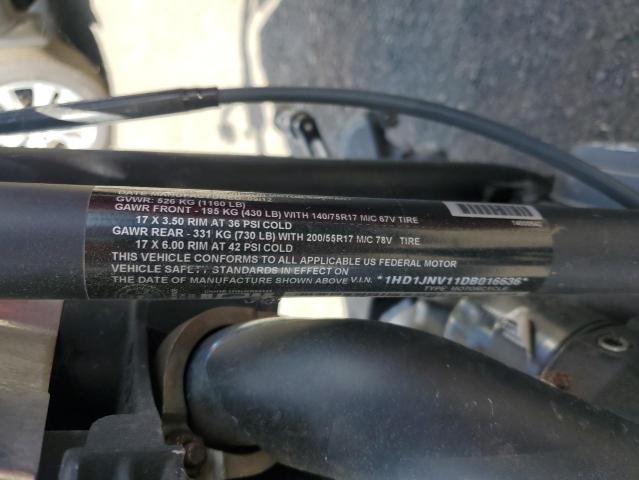 DATE MANUFACTURED
GVWR: 526 KG (1160 LB)
GAWR FRONT - 195 KG (430 LB) WITH 140/75R17 M/C 67V TIRE
17 X 3.50 RIM AT 36 PSI COLD
GAWR REAR - 331 KG (730 LB) WITH 200/55R17 M/C 78V TIRE
17 X 6.00 RIM AT 42 PSI COLD
THIS VEHICLE CONFORMS TO ALL APPLICABLE US FEDERAL MOTOR
VEHICLE SAFETY STANDARDS IN EFFECT ON
THE DATE OF MANUFACTURE SHOWN ABOVE V.I.N. *1HD1JNV11DB016636*
TYPE: MOTORCYCLE